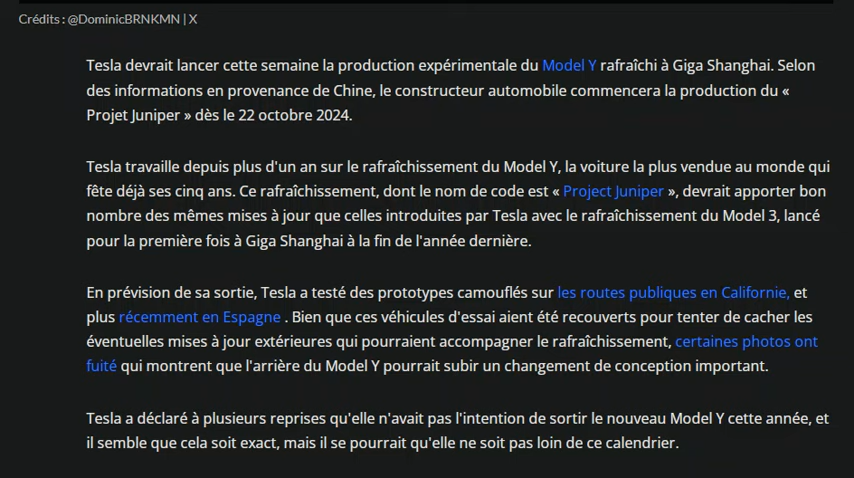 Crédits : @DominicBRNKMN | X
Tesla devrait lancer cette semaine la production expérimentale du Model Y rafraîchi à Giga Shanghai. Selon
des informations en provenance de Chine, le constructeur automobile commencera la production du «
Projet Juniper » dès le 22 octobre 2024.
Tesla travaille depuis plus d'un an sur le rafraîchissement du Model Y, la voiture la plus vendue au monde qui
fête déjà ses cinq ans. Ce rafraîchissement, dont le nom de code est « Project Juniper », devrait apporter bon
nombre des mêmes mises à jour que celles introduites par Tesla avec le rafraîchissement du Model 3, lancé
pour la première fois à Giga Shanghai à la fin de l'année dernière.
En prévision de sa sortie, Tesla a testé des prototypes camouflés sur les routes publiques en Californie, et
plus récemment en Espagne . Bien que ces véhicules d'essai aient été recouverts pour tenter de cacher les
éventuelles mises à jour extérieures qui pourraient accompagner le rafraîchissement, certaines photos ont
fuité qui montrent que l'arrière du Model Y pourrait subir un changement de conception important.
Tesla a déclaré à plusieurs reprises qu'elle n'avait pas l'intention de sortir le nouveau Model Y cette année, et
il semble que cela soit exact, mais il se pourrait qu'elle ne soit pas loin de ce calendrier.